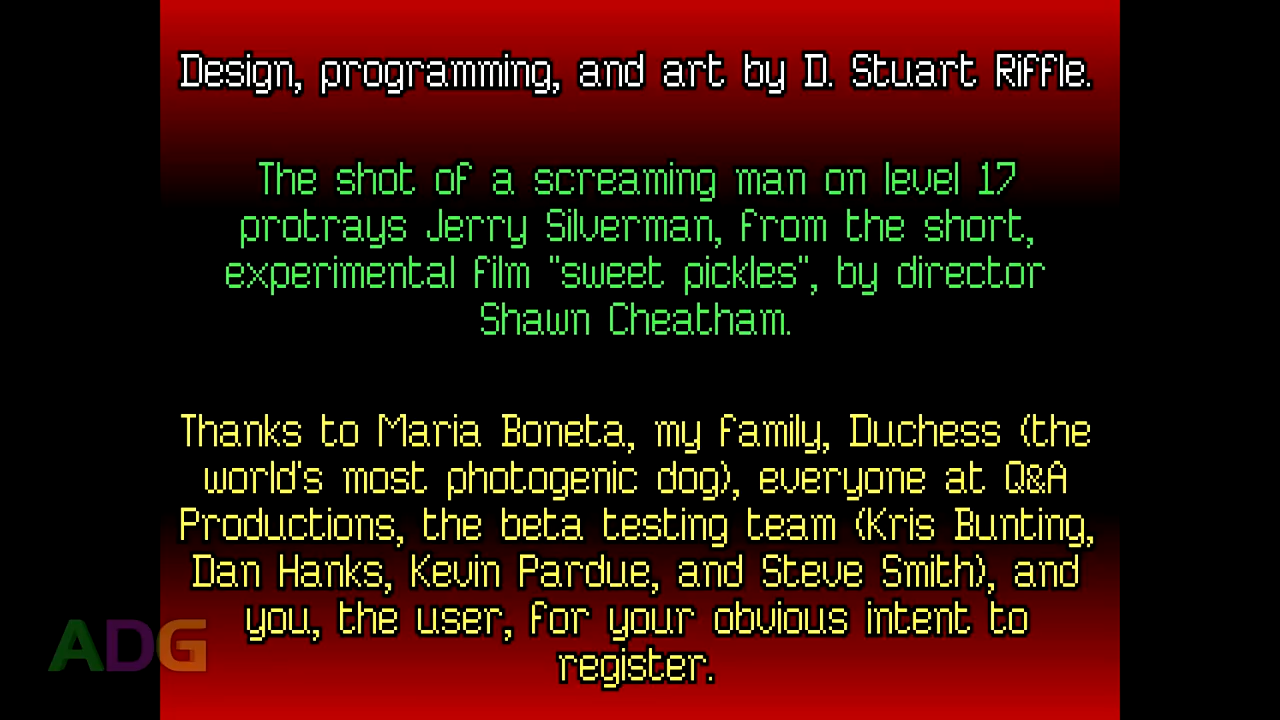 Design, programming, and art by D. Stuart Riffle.
The shot of a screaming man on level 17
protrays Jerry Silverman, from the short,
experimental film "sweet pickles", by director
Shawn Cheatham.
Thanks to Maria Boneta, my family, Duchess (the
world's most photogenic dog), everyone at Q&A
Productions, the beta testing team (Kris Bunting,
Dan Hanks, Kevin Pardue, and Steve Smith), and
you, the user, for your obvious intent to
register.
ADG